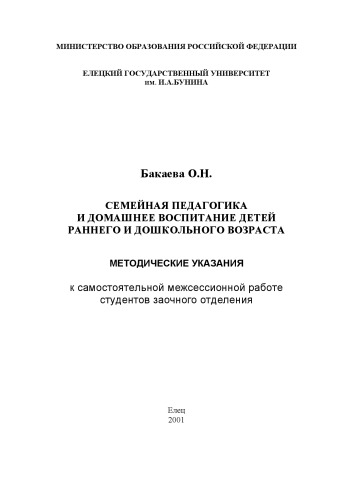 МИНИСТЕРСТВО ОБРАЗОВАНИЯ РОССИЙСКОЙ ФЕДЕРАЦИИ
ЕЛЕЦКИЙ ГОСУДАРСТВЕННЫЙ УНИВЕРСИТЕТ
им. И.А.БУНИНА
Бакаева О.Н.
СЕМЕЙНАЯ ПЕДАГОГИКА
И ДОМАШНЕЕ ВОСПИТАНИЕ ДЕТЕЙ
РАННЕГО И ДОШКОЛЬНОГО ВОЗРАСТА
МЕТОДИЧЕСКИЕ УКАЗАНИЯ
к самостоятельной межсессионной работе
студентов заочного отделения
Елец
2001